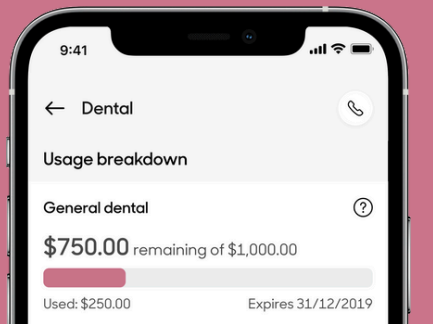 9:41
Dental
Usage breakdown
General dental
?
$750.00 remaining of $1,000.00
Used: $250.00 Expires 31/12/2019